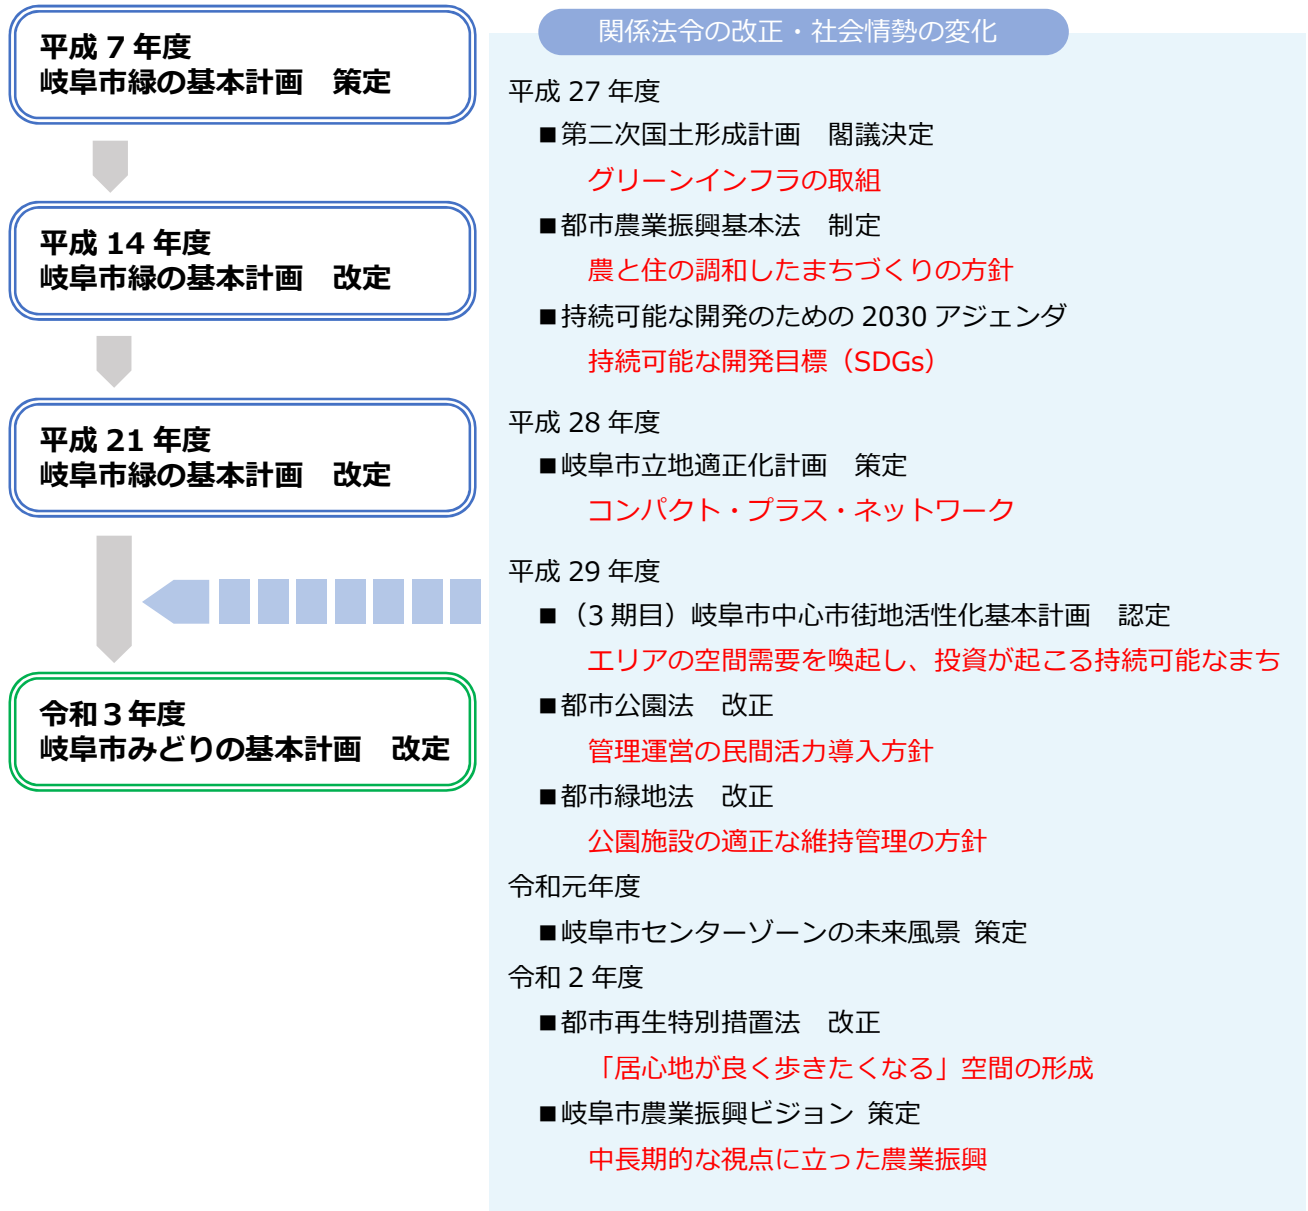 平成 7 年度
岐阜市緑の基本計画　策定
平成 14 年度
岐阜市緑の基本計画　改定
平成 21 年度
岐阜市緑の基本計画　改定
令和３年度
岐阜市みどりの基本計画　改定
関係法令の改正・社会情勢の変化
平成 27 年度
■第二次国土形成計画　閣議決定
グリーンインフラの取組
■都市農業振興基本法　制定
農と住の調和したまちづくりの方針
■持続可能な開発のための 2030 アジェンダ
持続可能な開発目標（SDGs）
平成 28 年度
■岐阜市立地適正化計画　策定
コンパクト・プラス・ネットワーク
平成 29 年度
■（3 期目）岐阜市中心市街地活性化基本計画　認定
エリアの空間需要を喚起し、投資が起こる持続可能なまち
■都市公園法　改正
管理運営の民間活力導入方針
■都市緑地法　改正
公園施設の適正な維持管理の方針
令和元年度
■岐阜市センターゾーンの未来風景 策定
令和 2 年度
■都市再生特別措置法　改正
「居心地が良く歩きたくなる」空間の形成
■岐阜市農業振興ビジョン 策定
中長期的な視点に立った農業振興